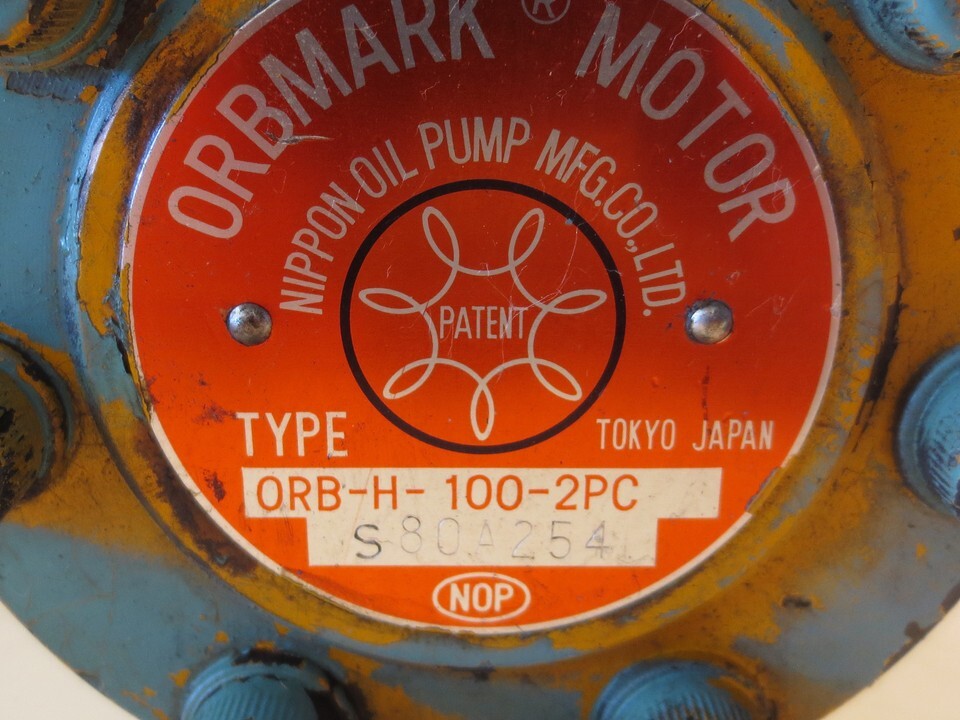 ORBMARK® MOTOR
NIPPON OIL PUMP MFG.CO.,LTD.
PATENT
TYPE
TOKYO JAPAN
ORB-H-100-2PC
S80A254
NOP